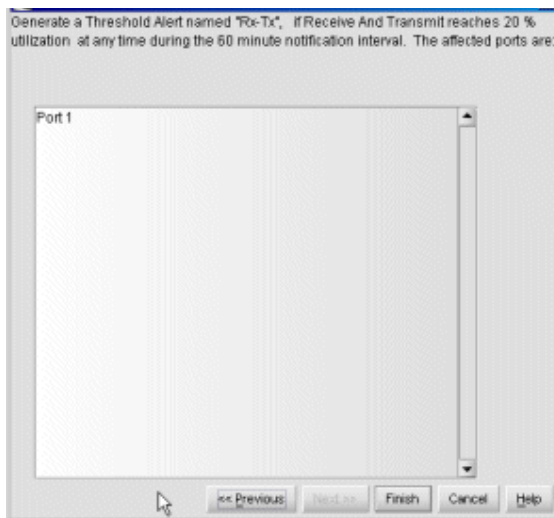 Generate a Threshold Alert named "Rx-Tx", if Receive And Transmit reaches 20 %
utilization at any time during the 60 minute notification interval. The affected ports are:
Port 1
<< Previous
Next >>
Finish
Cancel
Help